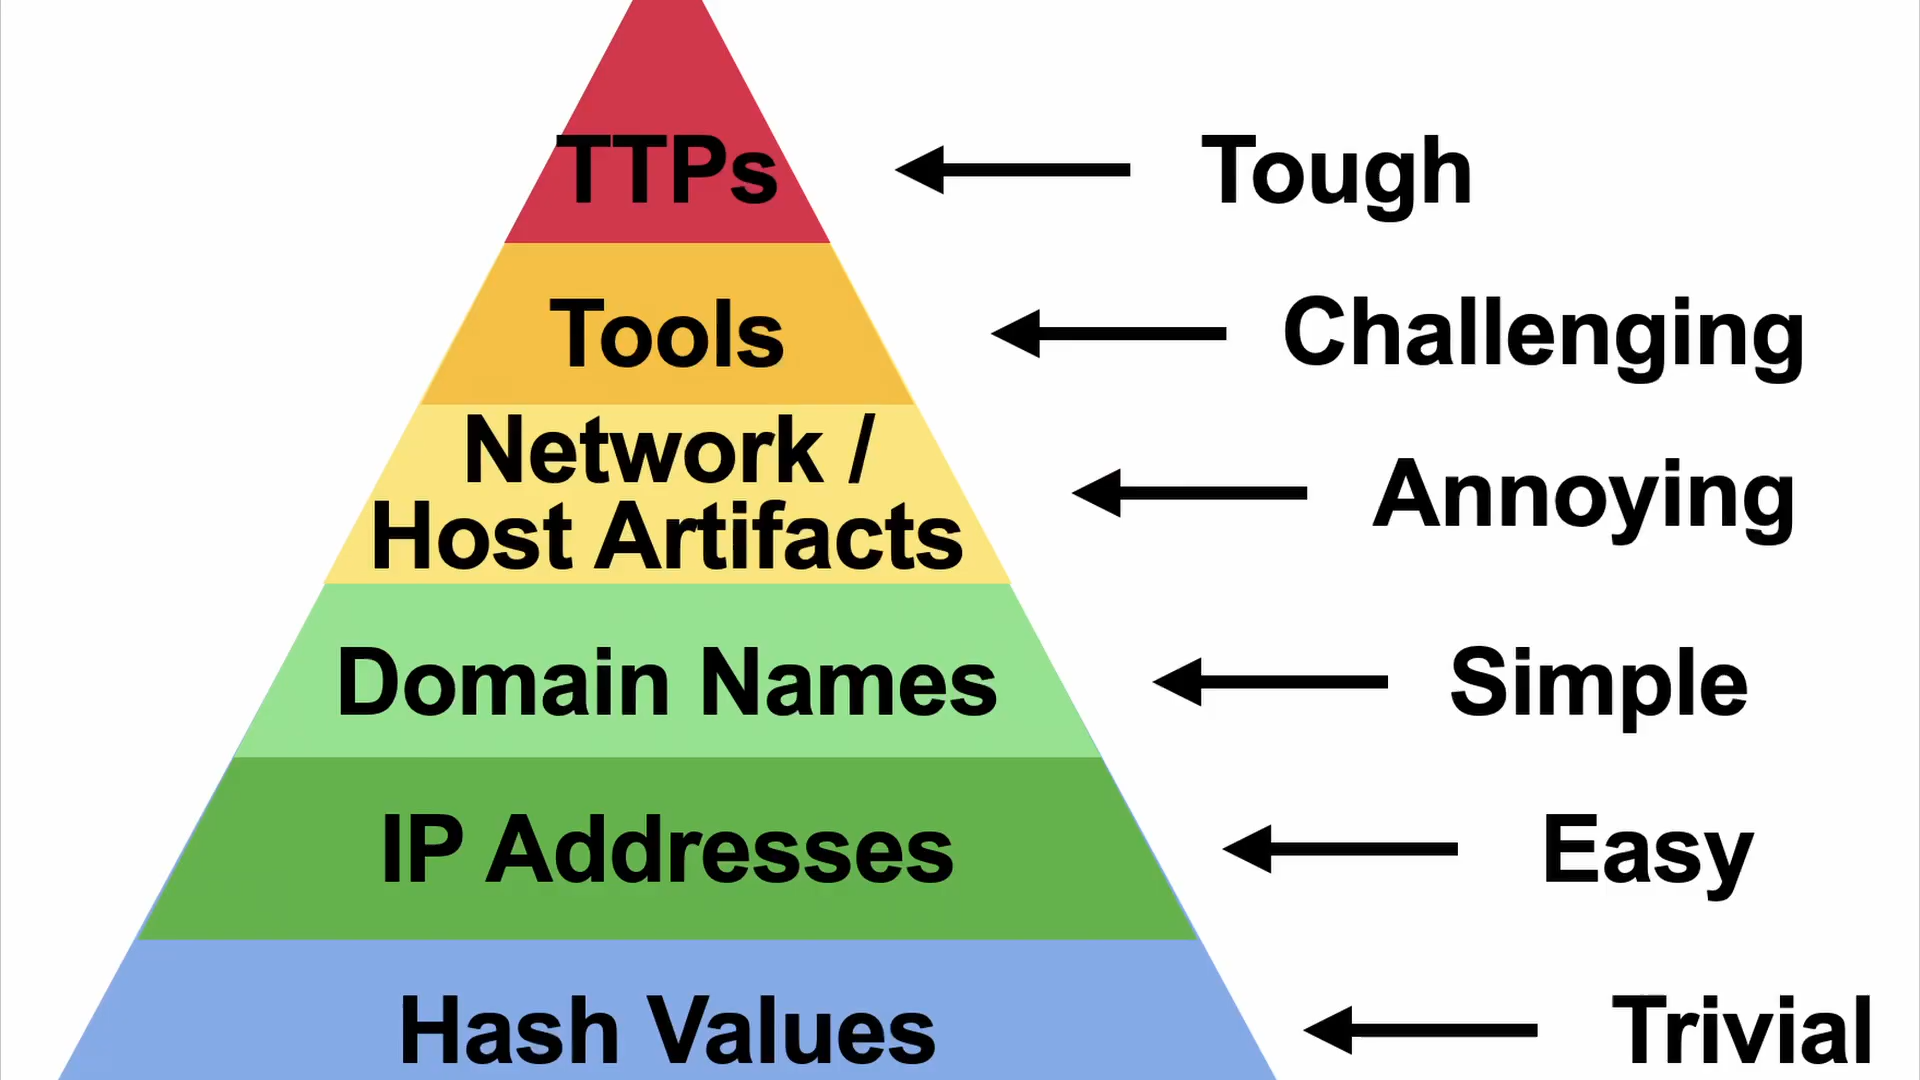 TTPs
Tough
Tools
Challenging
Network /
Host Artifacts
Annoying
Domain Names
Simple
IP Addresses
Easy
Hash Values
Trivial